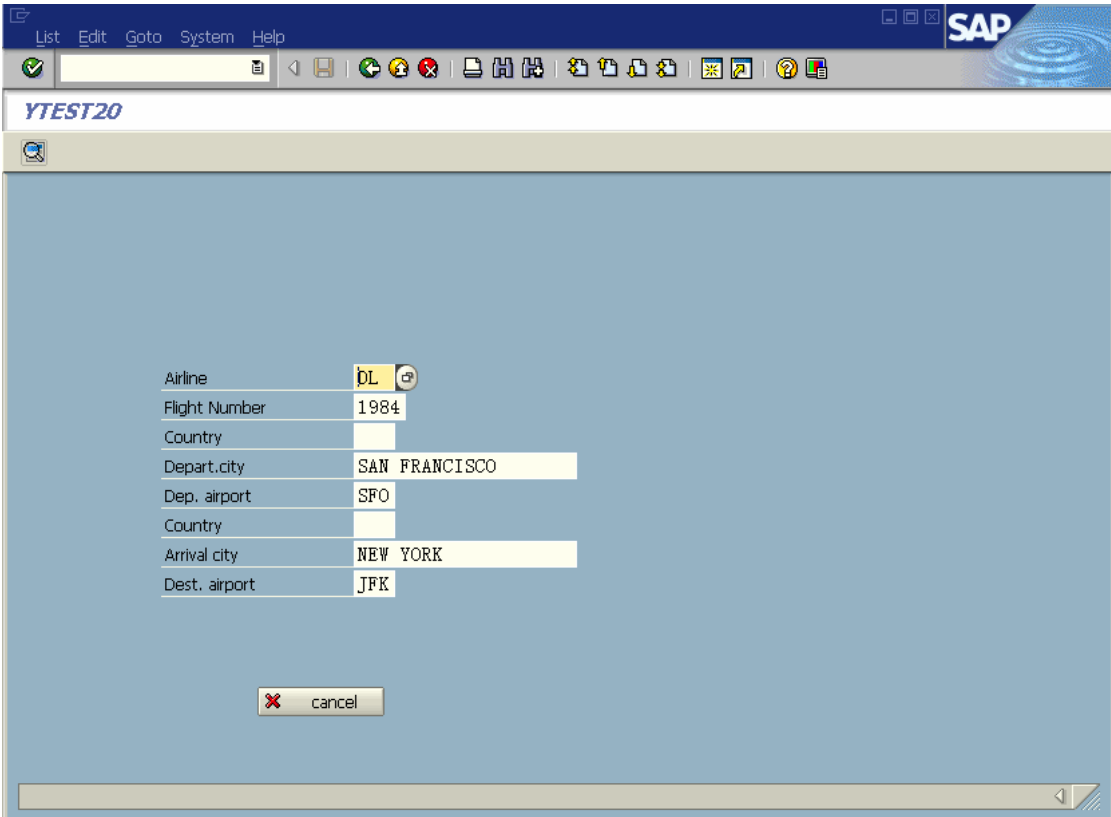 List Edit Goto System Help
SAP
YTEST20
Airline DL
Flight Number 1984
Country
Depart.city SAN FRANCISCO
Dep. airport SFO
Country
Arrival city NEW YORK
Dest. airport JFK
cancel